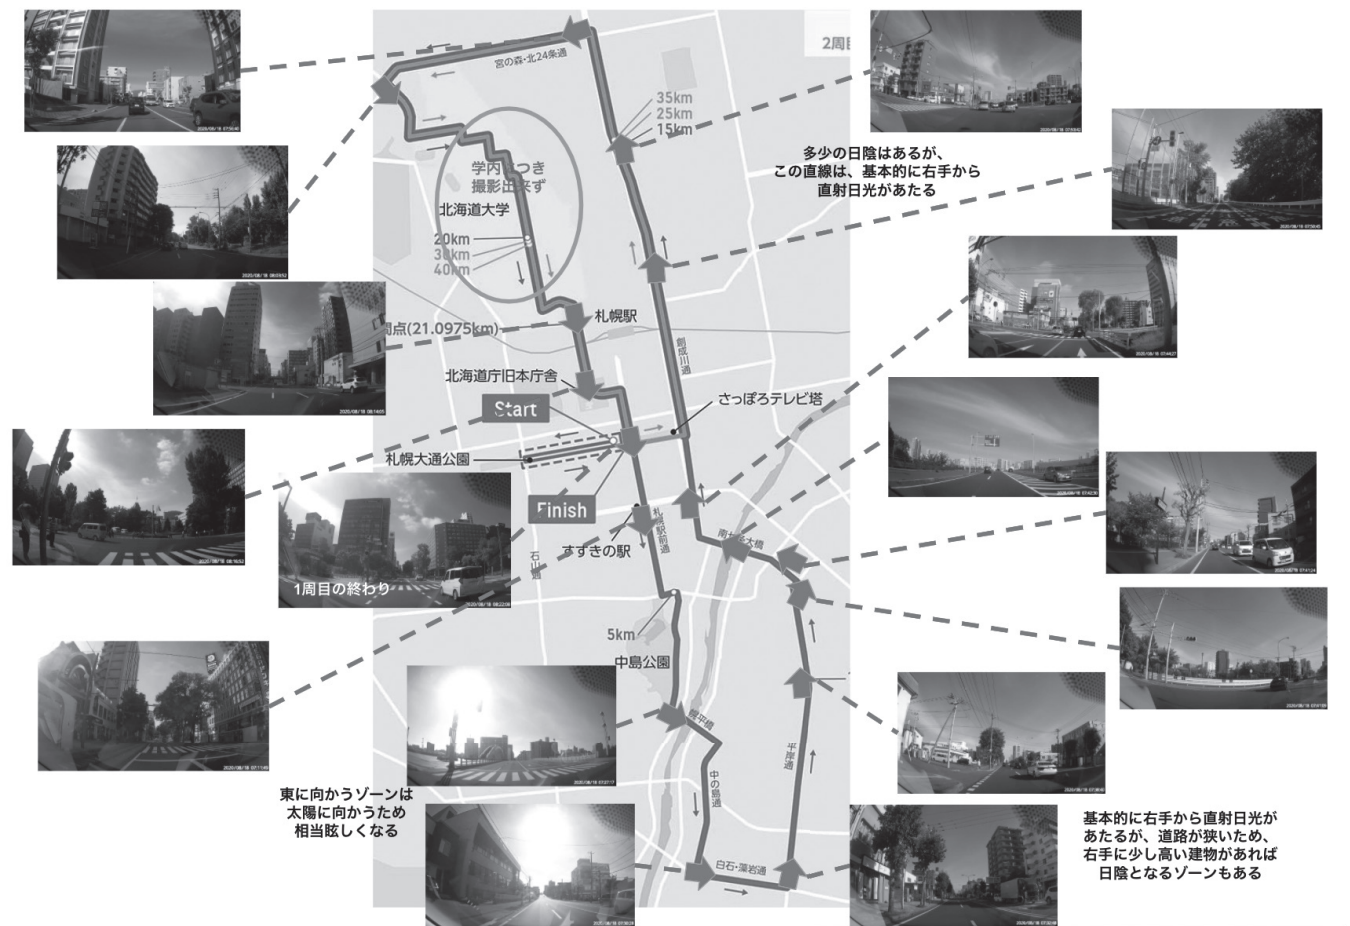 2周
宮の森・北24条通
35km
25km
15km
学内につき
撮影出来ず
北海道大学
20km
30km
40km
多少の日陰はあるが、
この直線は、基本的に右手から
直射日光があたる
間点(21.0975km)
札幌駅
創成川通
北海道庁旧本庁舎
Start
さっぽろテレビ塔
札幌大通公園
Finish
札幌駅前通
すすきの駅
石山通
南七条大橋
1周目の終わり
5km
中島公園
幌平橋
平岸通
中の島通
白石・藻岩通
東に向かうゾーンは
太陽に向かうため
相当眩しくなる
基本的に右手から直射日光が
あたるが、道路が狭いため、
右手に少し高い建物があれば
日陰となるゾーンもある